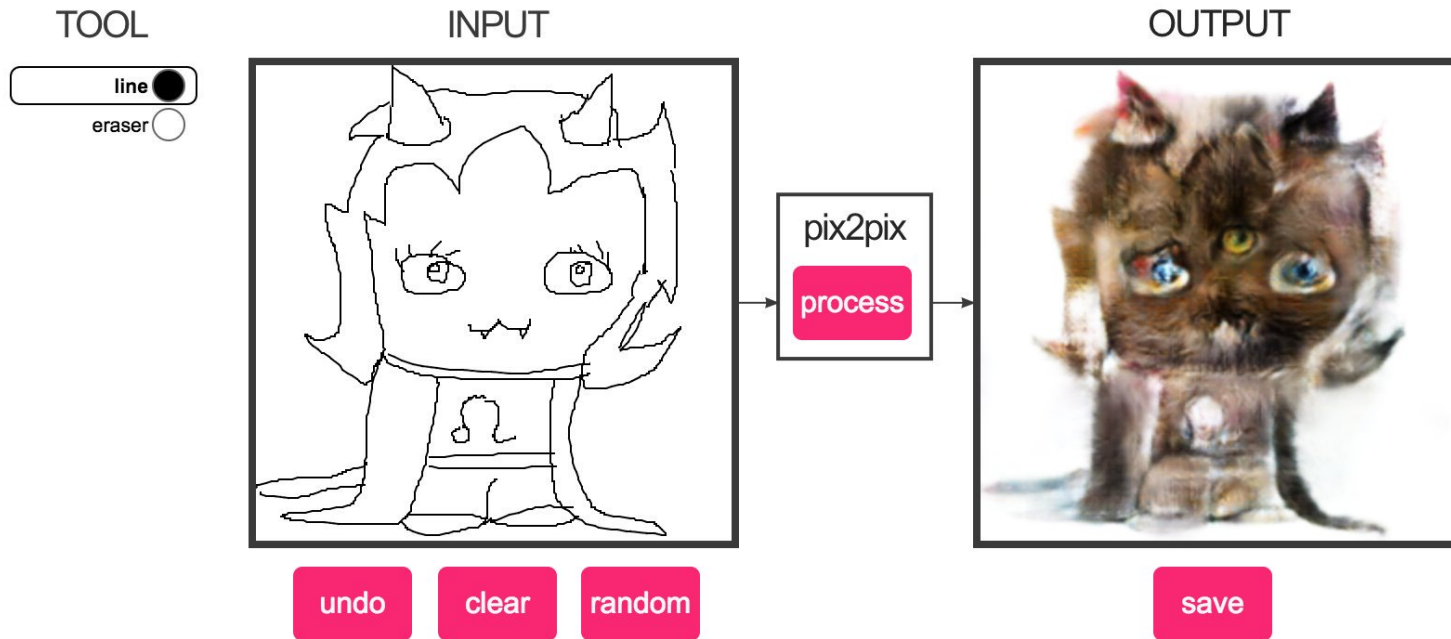 TOOL
INPUT
OUTPUT
line
eraser
pix2pix
process
undo
clear
random
save